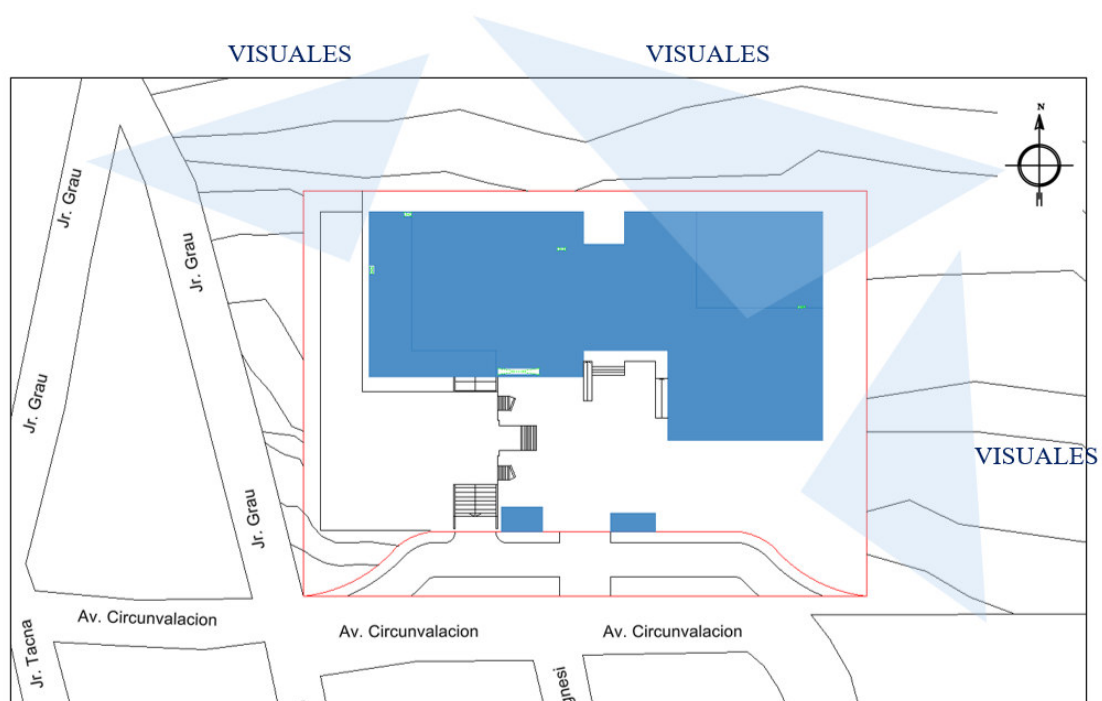 VISUALES
VISUALES
N
Jr. Grau
Jr. Grau
Jr. Grau
VISUALES
Jr. Grau
Av. Circunvalacion
Av. Circunvalacion
Av. Circunvalacion
Jr. Tacna